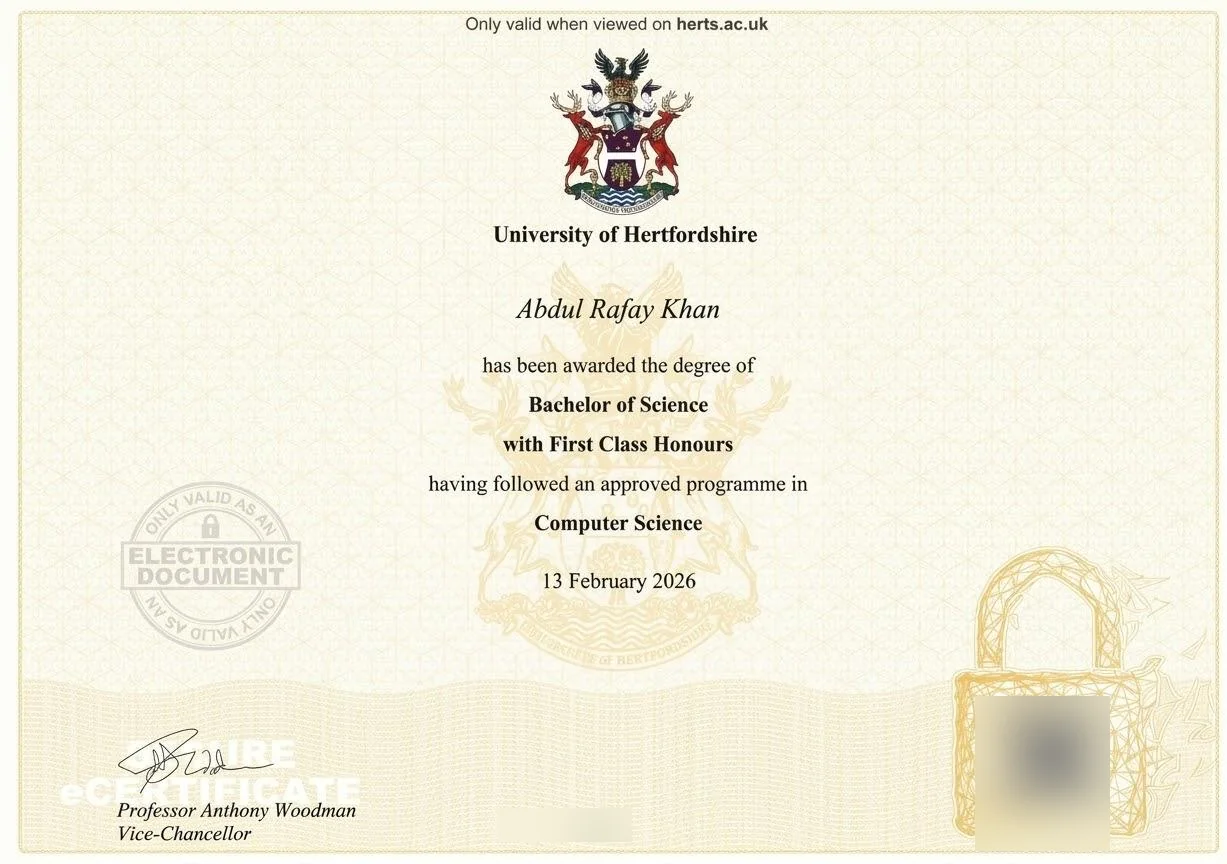 Only valid when viewed on herts.ac.uk
University of Hertfordshire
Abdul Rafay Khan
has been awarded the degree of
Bachelor of Science
with First Class Honours
having followed an approved programme in
Computer Science
13 February 2026
ONLY VALID AS AN
ELECTRONIC
DOCUMENT
ONLY VALID AS AN
eCERTIFICATE
Professor Anthony Woodman
Vice-Chancellor